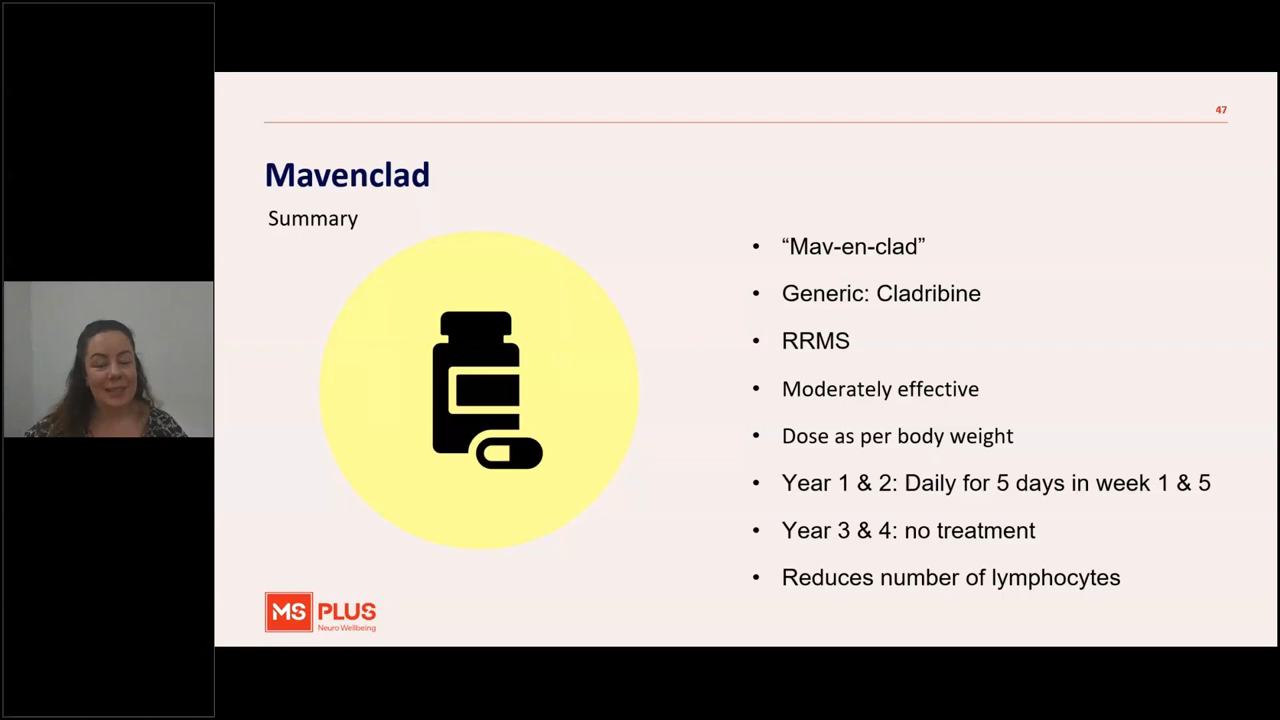 47
Mavenclad
Summary
• “Mav-en-clad”
• Generic: Cladribine
• RRMS
• Moderately effective
• Dose as per body weight
• Year 1 & 2: Daily for 5 days in week 1 & 5
• Year 3 & 4: no treatment
• Reduces number of lymphocytes
MS PLUS
Neuro Wellbeing